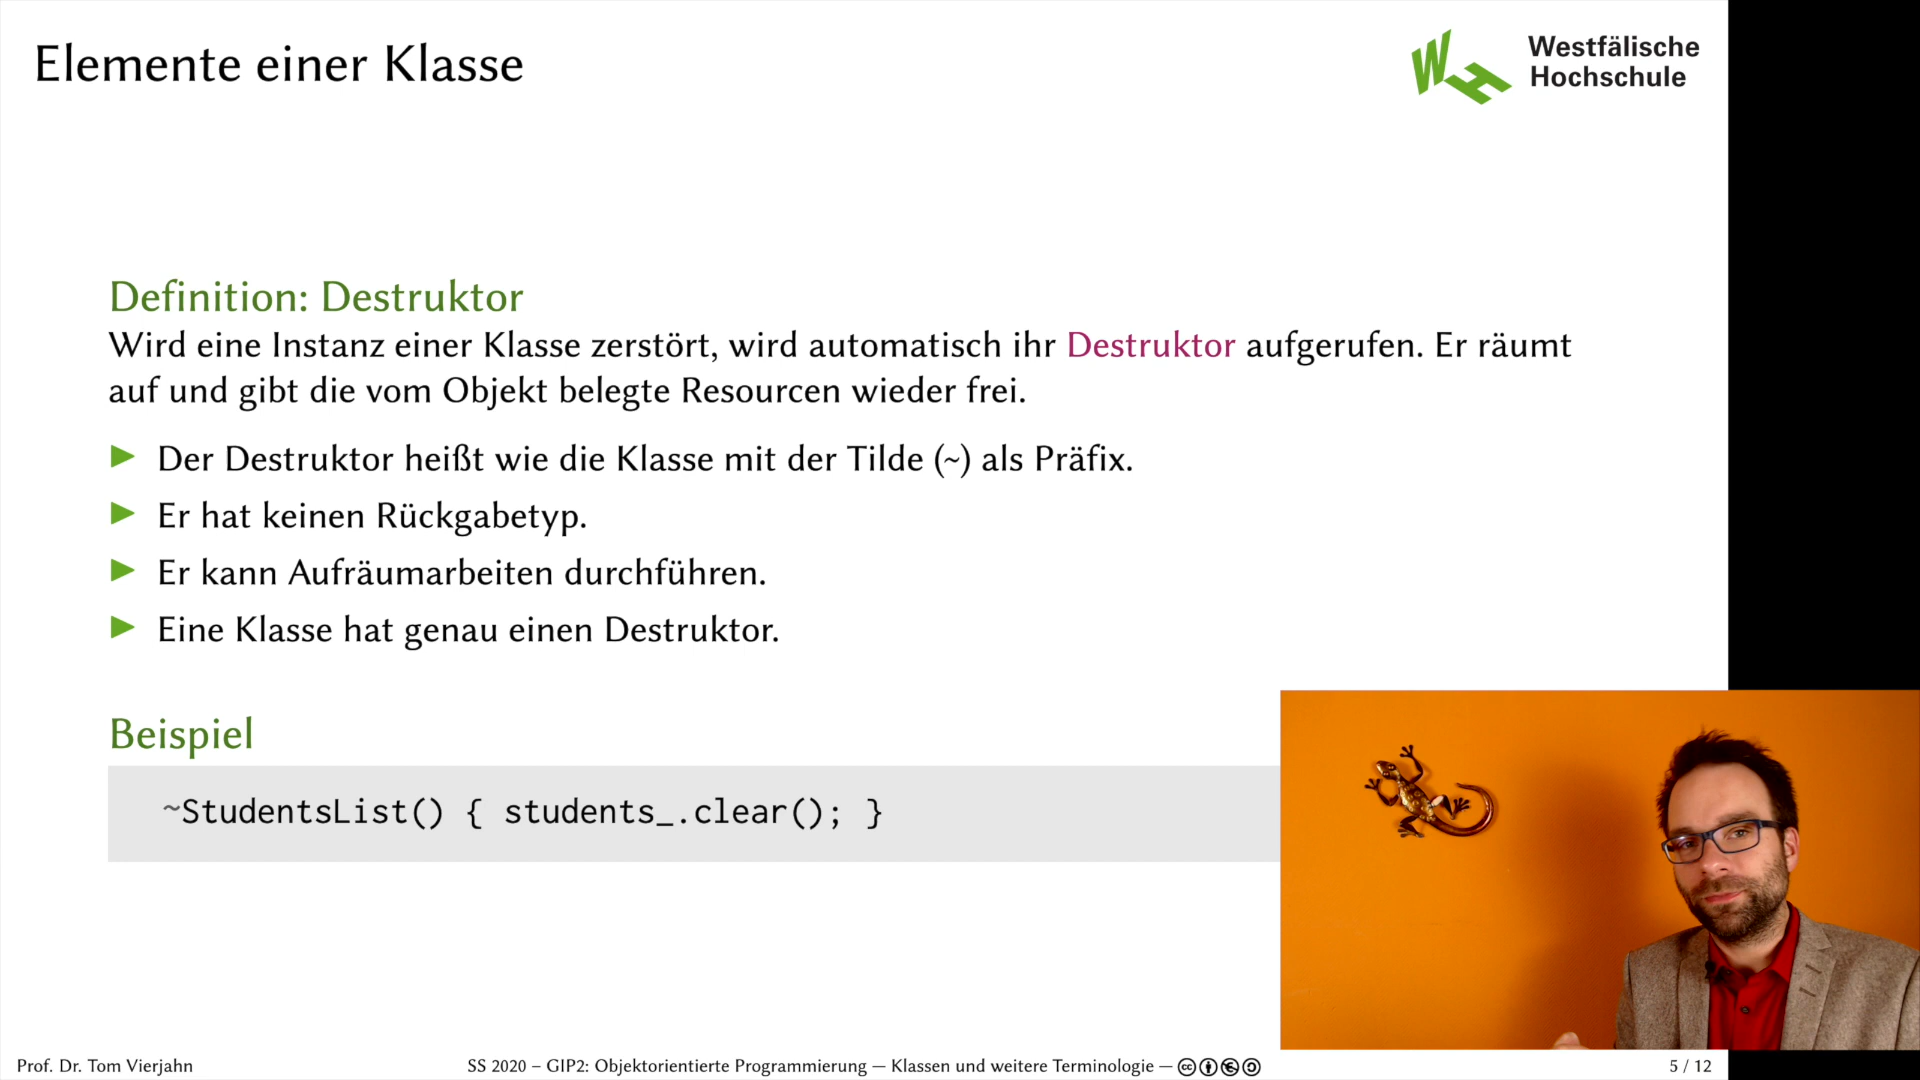 Elemente einer Klasse
Westfälische
Hochschule
Definition: Destruktor
Wird eine Instanz einer Klasse zerstört, wird automatisch ihr Destruktor aufgerufen. Er räumt
auf und gibt die vom Objekt belegte Resourcen wieder frei.
Der Destruktor heißt wie die Klasse mit der Tilde (~) als Präfix.
Er hat keinen Rückgabetyp.
Er kann Aufräumarbeiten durchführen.
Eine Klasse hat genau einen Destruktor.
Beispiel
~StudentsList() { students_.clear(); }
Prof. Dr. Tom Vierjahn
SS 2020 – GIP2: Objektorientierte Programmierung — Klassen und weitere Terminologie —
5 / 12